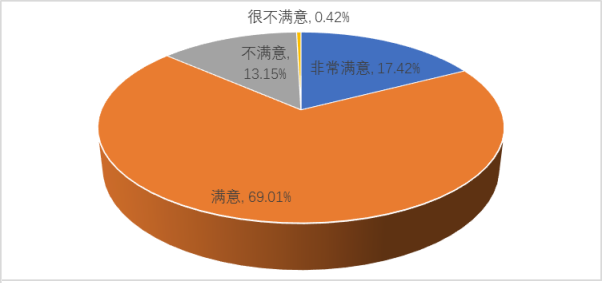 很不满意, 0.42%
不满意,
13.15%
非常满意, 17.42%
满意, 69.01%